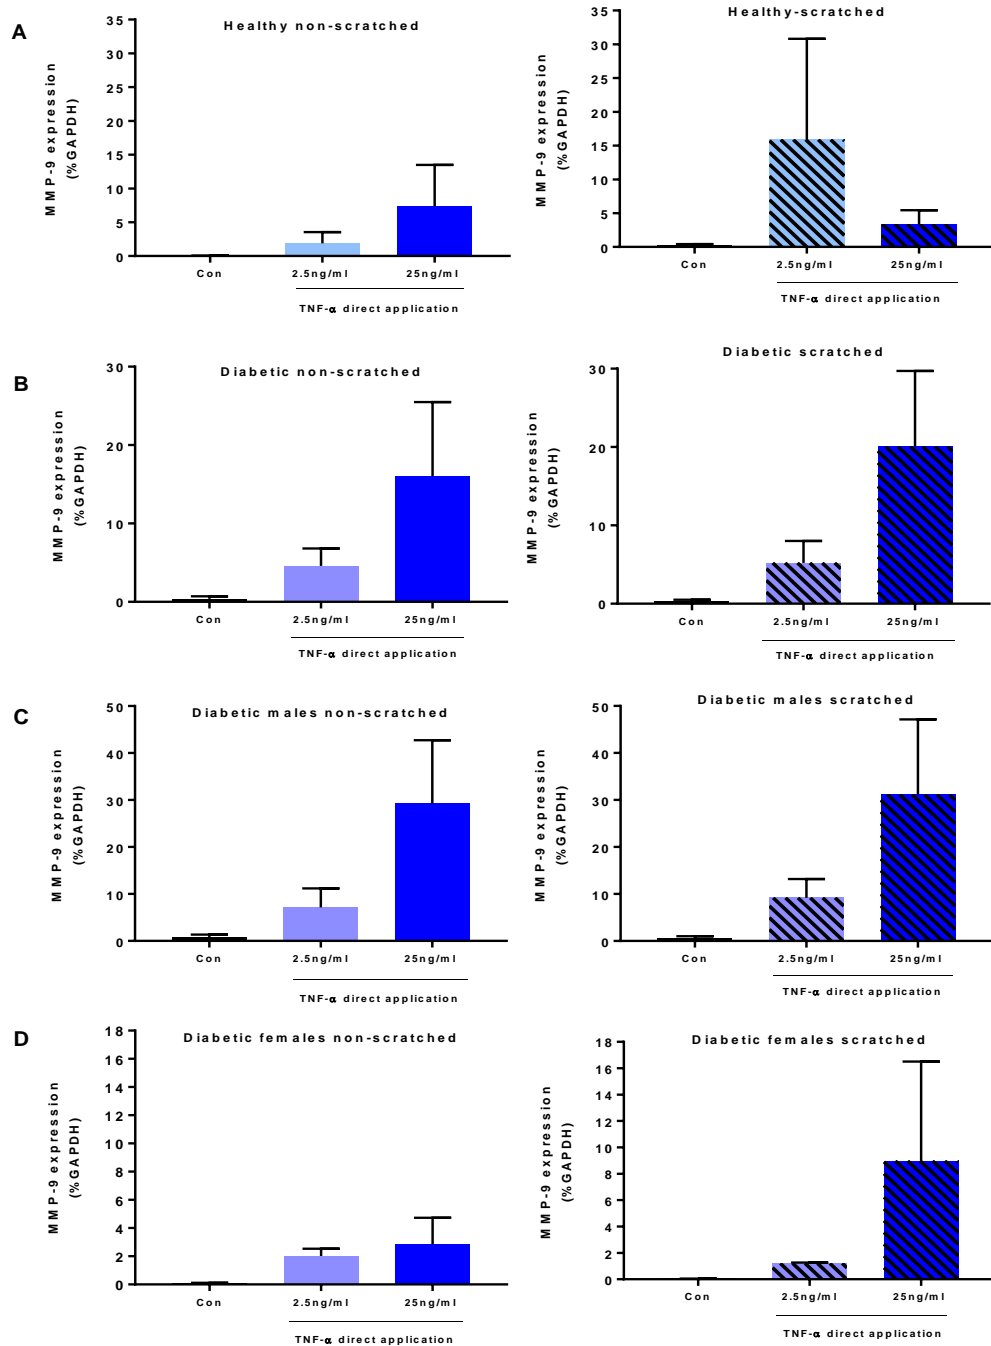 A
Healthy non-scratched
MMP-9 expression
(%GAPDH)
35
30
25
20
15
10
5
0
Con
2.5ng/ml
25ng/ml
TNF-α direct application
Healthy-scratched
MMP-9 expression
(%GAPDH)
35
30
25
20
15
10
5
0
Con
2.5ng/ml
25ng/ml
TNF-α direct application
B
Diabetic non-scratched
MMP-9 expression
(%GAPDH)
30
20
10
0
Con
2.5ng/ml
25ng/ml
TNF-α direct application
Diabetic scratched
MMP-9 expression
(%GAPDH)
30
20
10
0
Con
2.5ng/ml
25ng/ml
TNF-α direct application
C
Diabetic males non-scratched
MMP-9 expression
(%GAPDH)
50
40
30
20
10
0
Con
2.5ng/ml
25ng/ml
TNF-α direct application
Diabetic males scratched
MMP-9 expression
(%GAPDH)
50
40
30
20
10
0
Con
2.5ng/ml
25ng/ml
TNF-α direct application
D
Diabetic females non-scratched
MMP-9 expression
(%GAPDH)
18
16
14
12
10
8
6
4
2
0
Con
2.5ng/ml
25ng/ml
TNF-α direct application
Diabetic females scratched
MMP-9 expression
(%GAPDH)
18
16
14
12
10
8
6
4
2
0
Con
2.5ng/ml
25ng/ml
TNF-α direct application